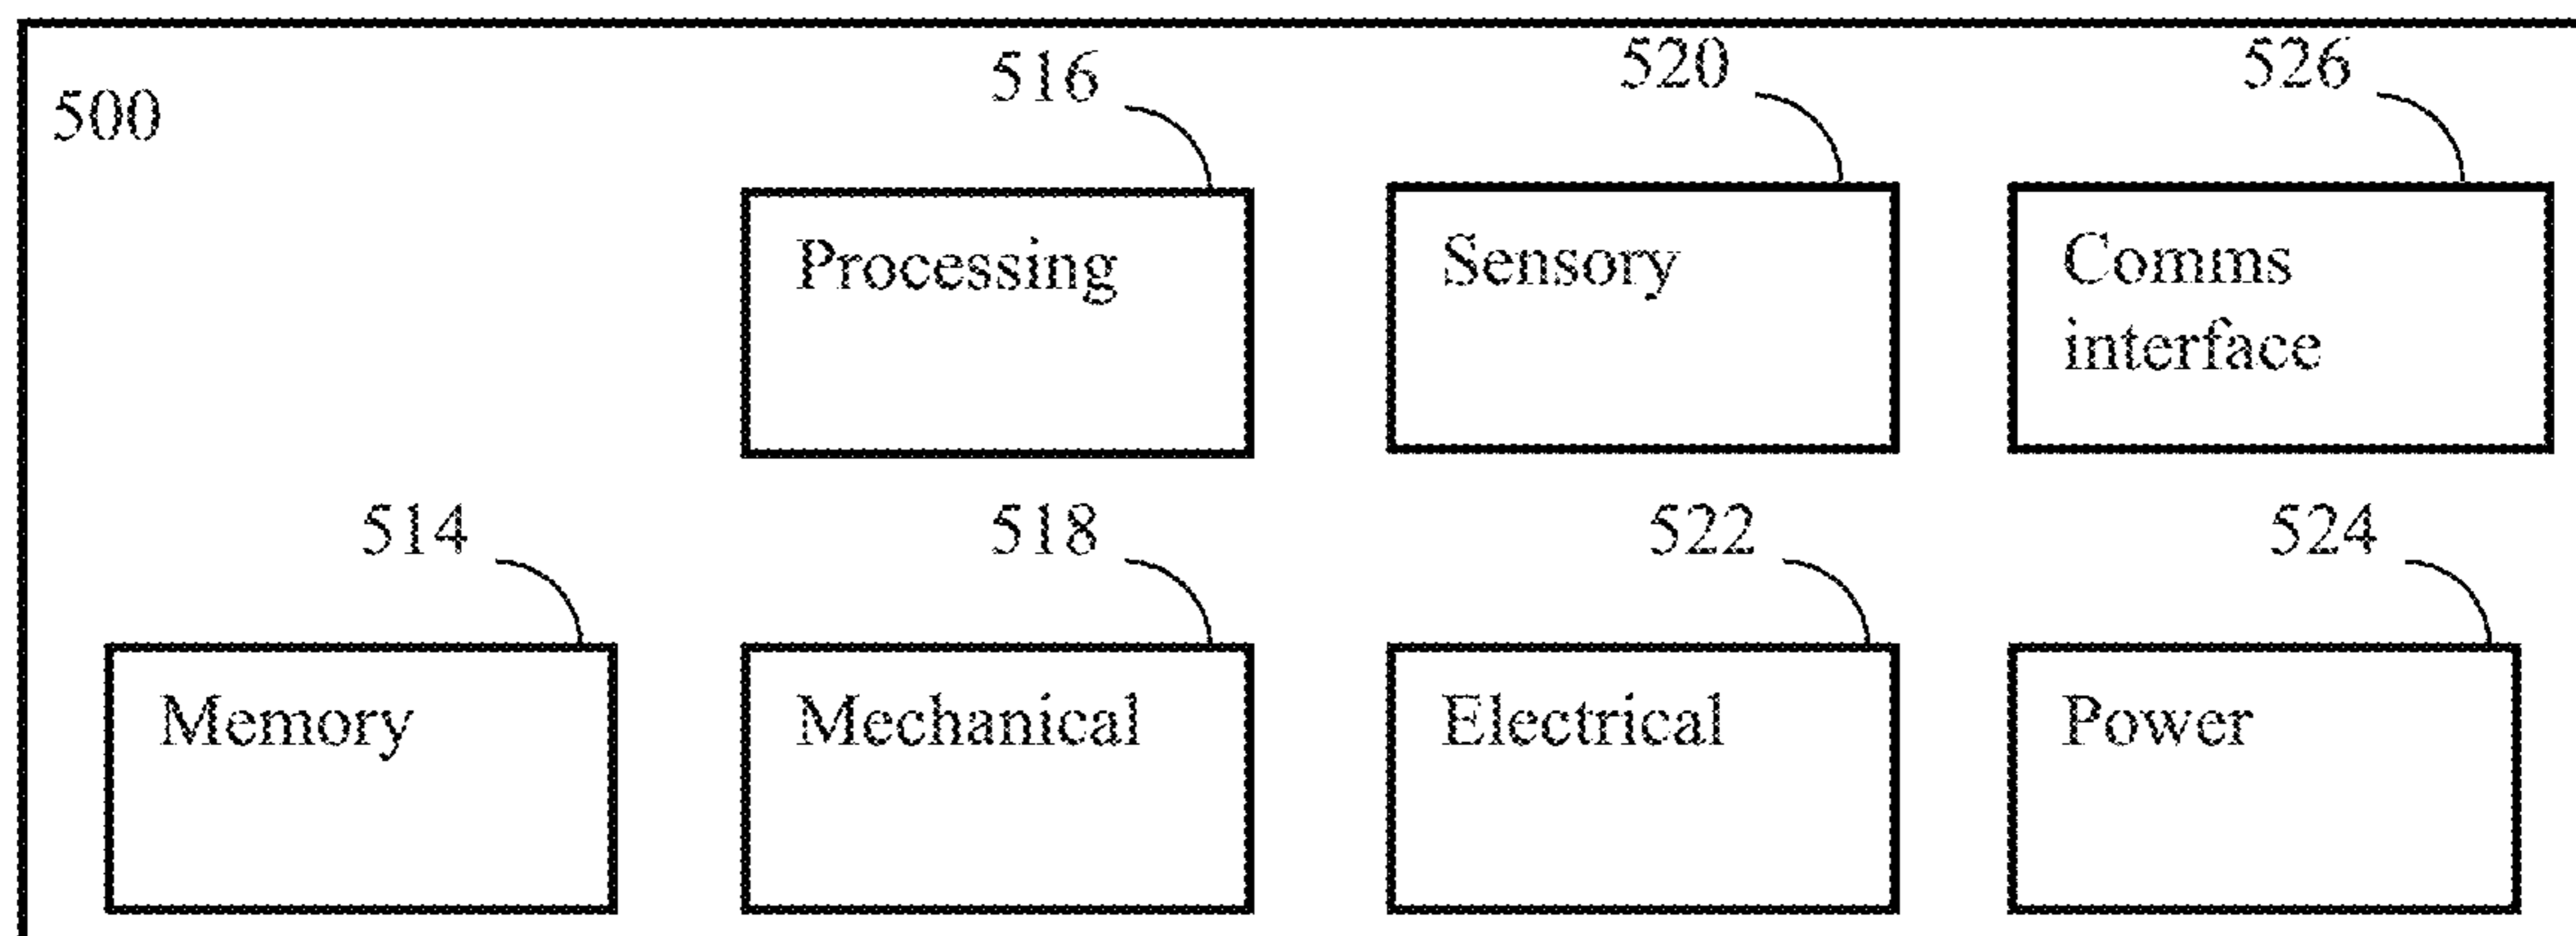 500
516
520
526
Processing
Sensory
Comms
interface
514
518
522
524
Memory
Mechanical
Electrical
Power